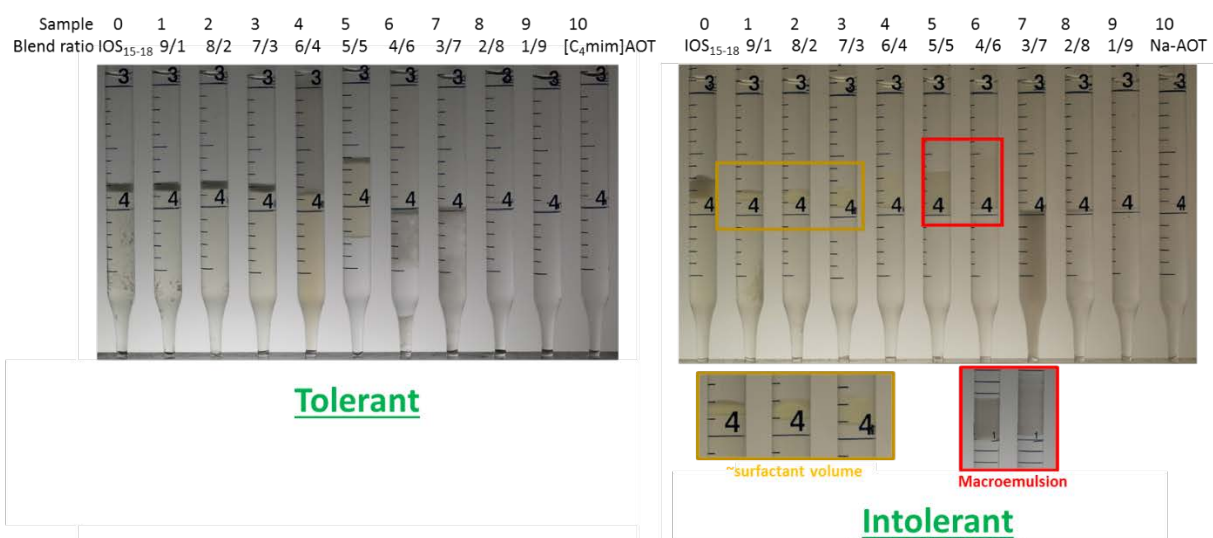 Sample 0 1 2 3 4 5 6 7 8 9 10
Blend ratio IOS₁₅₋₁₈ 9/1 8/2 7/3 6/4 5/5 4/6 3/7 2/8 1/9 [C₄mim]AOT
3 3 3 3 3 3 3 3 3 3 3
4 4 4 4 4 4 4 4 4 4 4
Tolerant
0 1 2 3 4 5 6 7 8 9 10
IOS₁₅₋₁₈ 9/1 8/2 7/3 6/4 5/5 4/6 3/7 2/8 1/9 Na-AOT
3 3 3 3 3 3 3 3 3 3 3
4 4 4 4 4 4 4 4 4 4 4
4 4 4
1 1
~surfactant volume
Macroemulsion
Intolerant